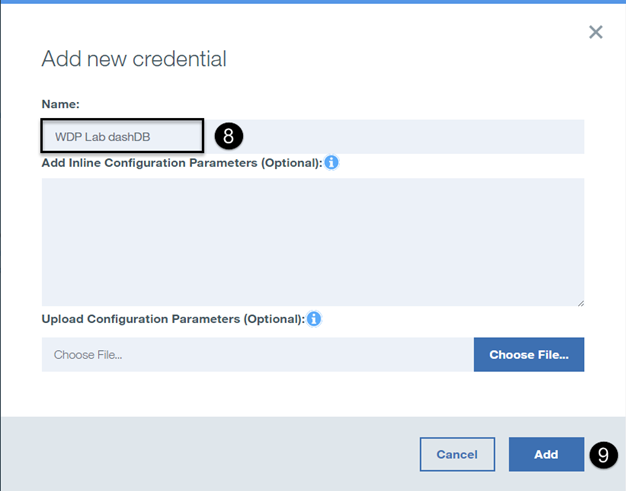 Add new credential
Name:
WDP Lab dashDB
8
Add Inline Configuration Parameters (Optional): i
Upload Configuration Parameters (Optional): i
Choose File...
Choose File...
Cancel
Add
9